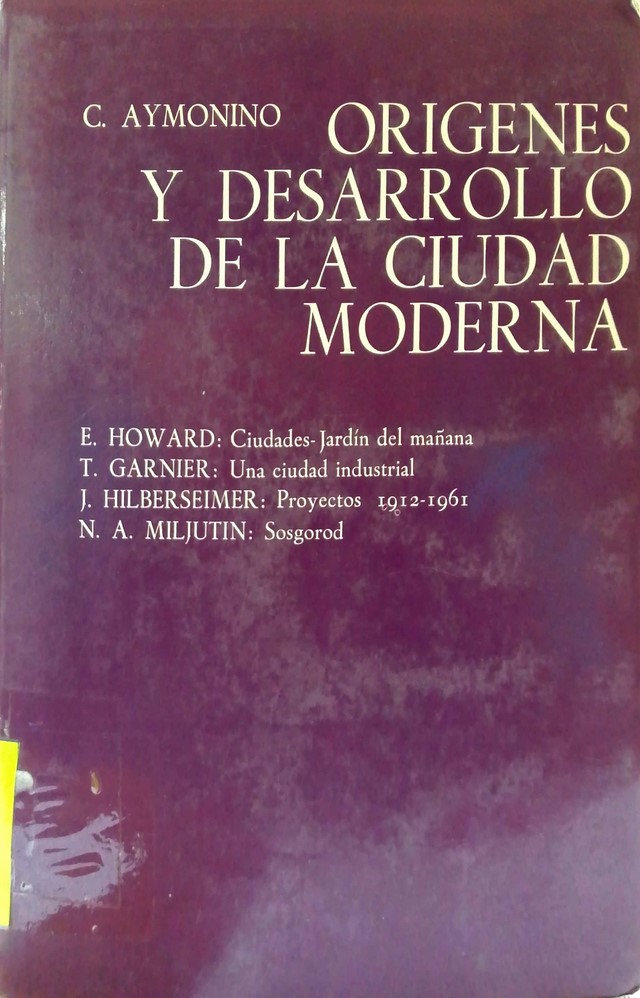 C. AYMONINO ORIGENES
Y DESARROLLO
DE LA CIUDAD
MODERNA
E. HOWARD: Ciudades-Jardín del mañana
T. GARNIER: Una ciudad industrial
J. HILBERSEIMER: Proyectos 1912-1961
N. A. MILJUTIN: Sosgorod